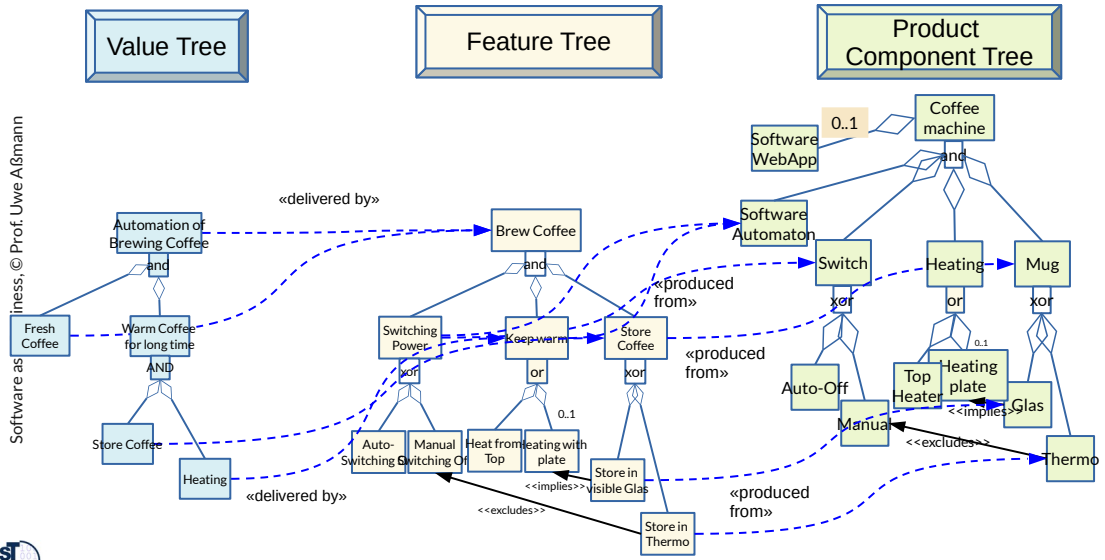 Value Tree
Feature Tree
Product
Component Tree
Software as
iness, © Prof. Uwe Aßmann
Automation of
Brewing Coffee
and
Fresh
Coffee
Warm Coffee
for long time
AND
Store Coffee
Heating
«delivered by»
«delivered by»
Brew Coffee
and
Switching
Power
Keep warm
Store
Coffee
xor
or
xor
0..1
Auto-
Switching O
Manual
Switching Of
Heat from
Top
Heating with
plate
Store in
visible Glas
<<implies>>
<<excludes>>
Store in
Thermo
«produced
from»
«produced
from»
«produced
from»
Coffee
machine
0..1
Software
WebApp
and
Software
Automaton
Switch
Heating
Mug
xor
or
xor
0..1
Auto-Off
Manual
Top
Heater
Heating
plate
Glas
<<implies>>
<<excludes>>
Thermo
ST